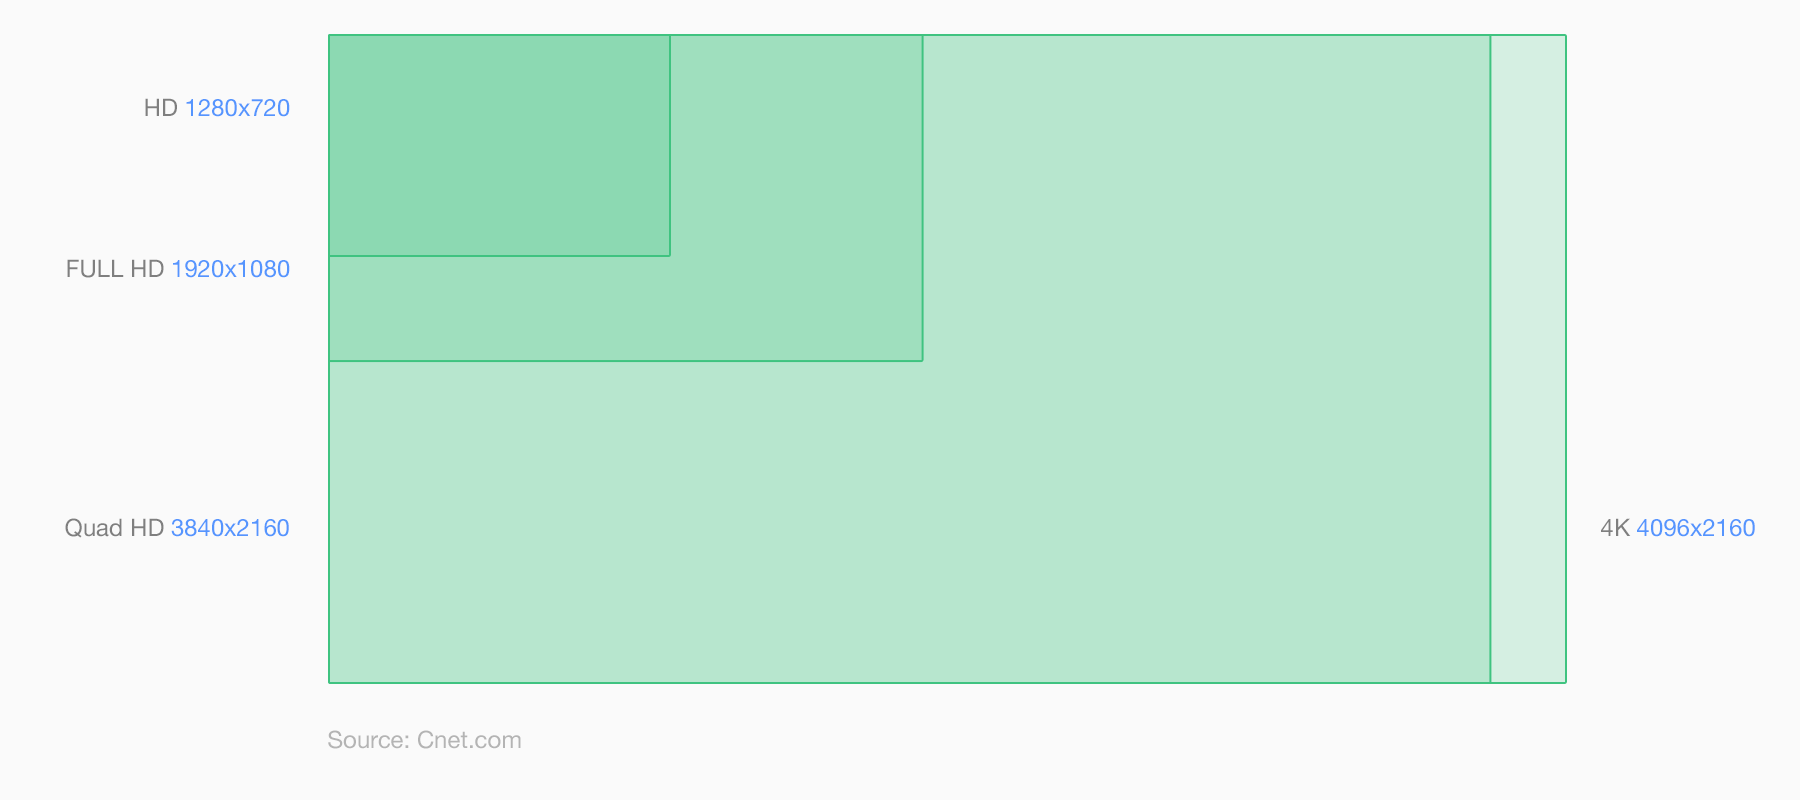 HD 1280x720
FULL HD 1920x1080
Quad HD 3840x2160
4K 4096x2160
Source: Cnet.com